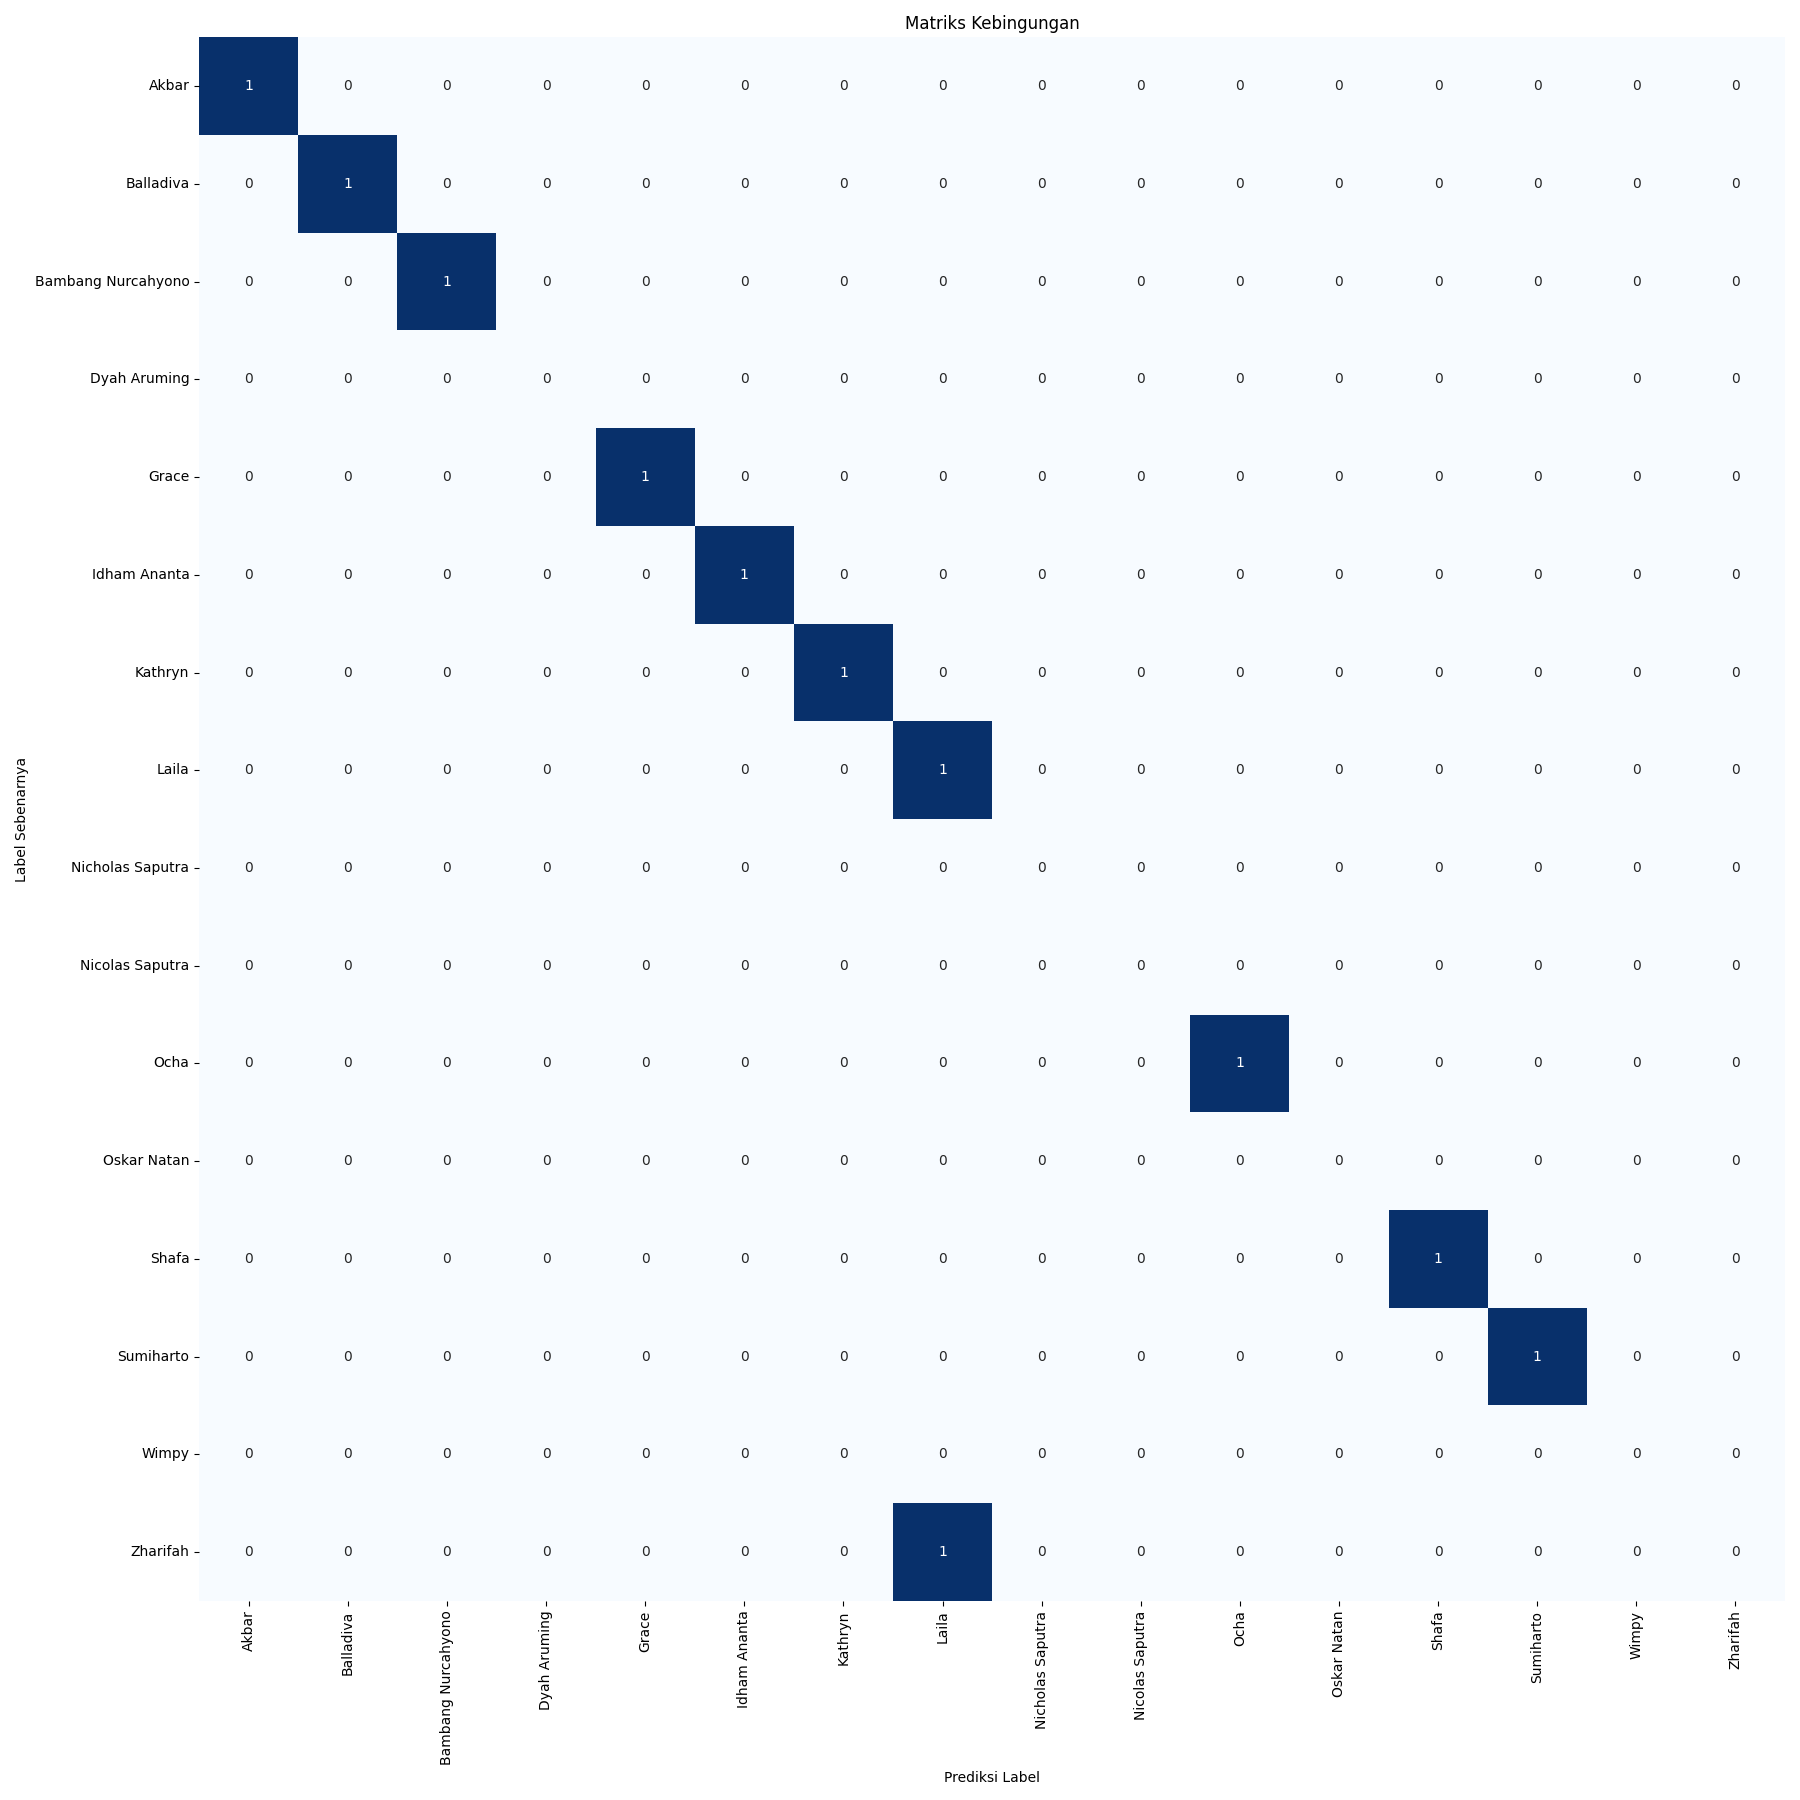 Matriks Kebingungan
Akbar 1 0 0 0 0 0 0 0 0 0 0 0 0 0 0 0
Balladiva 0 1 0 0 0 0 0 0 0 0 0 0 0 0 0 0
Bambang Nurcahyono 0 0 1 0 0 0 0 0 0 0 0 0 0 0 0 0
Dyah Aruming 0 0 0 0 0 0 0 0 0 0 0 0 0 0 0 0
Grace 0 0 0 0 1 0 0 0 0 0 0 0 0 0 0 0
Idham Ananta 0 0 0 0 0 1 0 0 0 0 0 0 0 0 0 0
Kathryn 0 0 0 0 0 0 1 0 0 0 0 0 0 0 0 0
Laila 0 0 0 0 0 0 0 1 0 0 0 0 0 0 0 0
Nicholas Saputra 0 0 0 0 0 0 0 0 0 0 0 0 0 0 0 0
Nicolas Saputra 0 0 0 0 0 0 0 0 0 0 0 0 0 0 0 0
Ocha 0 0 0 0 0 0 0 0 0 0 1 0 0 0 0 0
Oskar Natan 0 0 0 0 0 0 0 0 0 0 0 0 0 0 0 0
Shafa 0 0 0 0 0 0 0 0 0 0 0 0 1 0 0 0
Sumiharto 0 0 0 0 0 0 0 0 0 0 0 0 0 1 0 0
Wimpy 0 0 0 0 0 0 0 0 0 0 0 0 0 0 0 0
Zharifah 0 0 0 0 0 0 0 1 0 0 0 0 0 0 0 0
Label Sebenarnya
Akbar
Balladiva
Bambang Nurcahyono
Dyah Aruming
Grace
Idham Ananta
Kathryn
Laila
Nicholas Saputra
Nicolas Saputra
Ocha
Oskar Natan
Shafa
Sumiharto
Wimpy
Zharifah
Prediksi Label